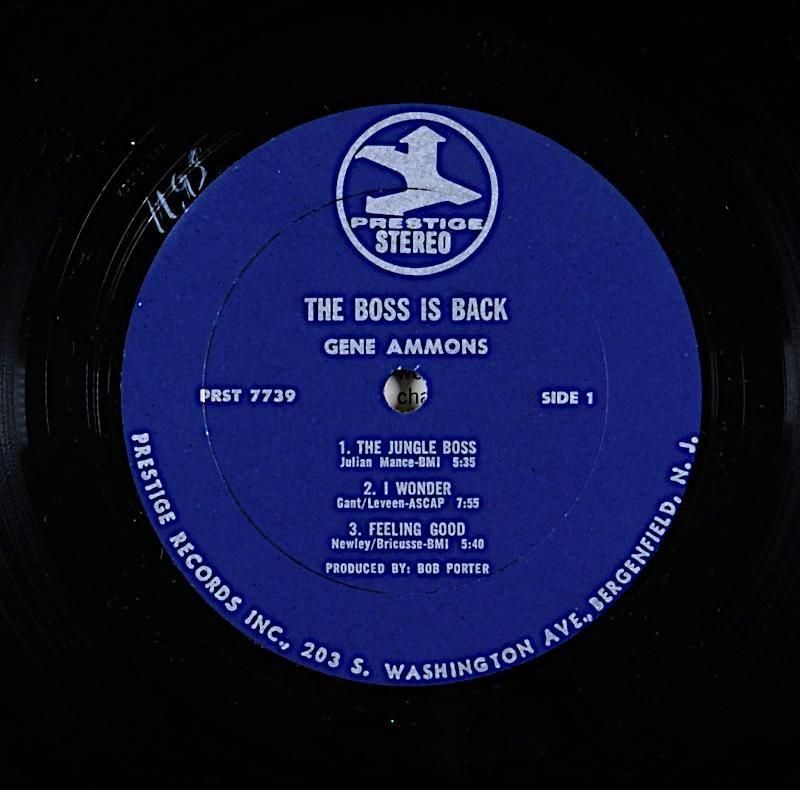 H93
PRESTIGE
STEREO
THE BOSS IS BACK
GENE AMMONS
PRST 7739
SIDE 1
1. THE JUNGLE BOSS
Julian Mance-BMI 5:35
2. I WONDER
Gant/Leveen-ASCAP 7:55
3. FEELING GOOD
Newley/Bricusse-BMI 5:40
PRODUCED BY: BOB PORTER
PRESTIGE RECORDS INC., 203 S. WASHINGTON AVE., BERGENFIELD, N. J.